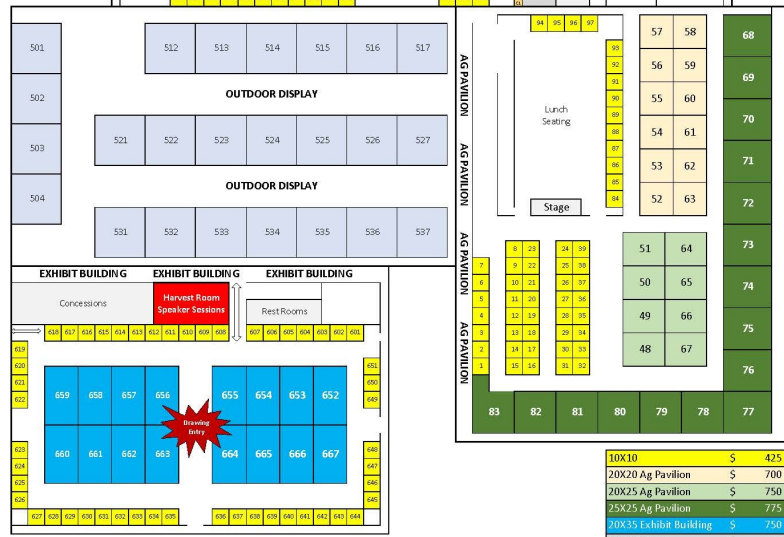 501
512 513 514 515 516 517
502
OUTDOOR DISPLAY
503
521 522 523 524 525 526 527
504
OUTDOOR DISPLAY
531 532 533 534 535 536 537
AG PAVILION
AG PAVILION
AG PAVILION
AG PAVILION
94 95 96 97
93
92
91
90
89
88
87
86
85
84
Lunch
Seating
Stage
57 58
56 59
55 60
54 61
53 62
52 63
68
69
70
71
72
73
74
75
76
77
7
6
5
4
3
2
1
8 23
9 22
10 21
11 20
12 19
13 18
14 17
15 16
24 39
25 38
26 37
27 36
28 35
29 34
30 33
31 32
51 64
50 65
49 66
48 67
83 82 81 80 79 78
EXHIBIT BUILDING EXHIBIT BUILDING EXHIBIT BUILDING
Concessions
Harvest Room
Speaker Sessions
Rest Rooms
618 617 616 615 614 613 612 611 610 609 608
607 606 605 604 603 602 601
619
620
621
622
651
650
649
659 658 657 656
655 654 653 652
Drawing
Entry
660 661 662 663
664 665 666 667
623
624
625
626
648
647
646
645
627 628 629 630 631 632 633 634 635
636 637 638 639 640 641 642 643 644
10X10 $ 425
20X20 Ag Pavilion $ 700
20X25 Ag Pavilion $ 750
25X25 Ag Pavilion $ 775
20X35 Exhibit Building $ 750